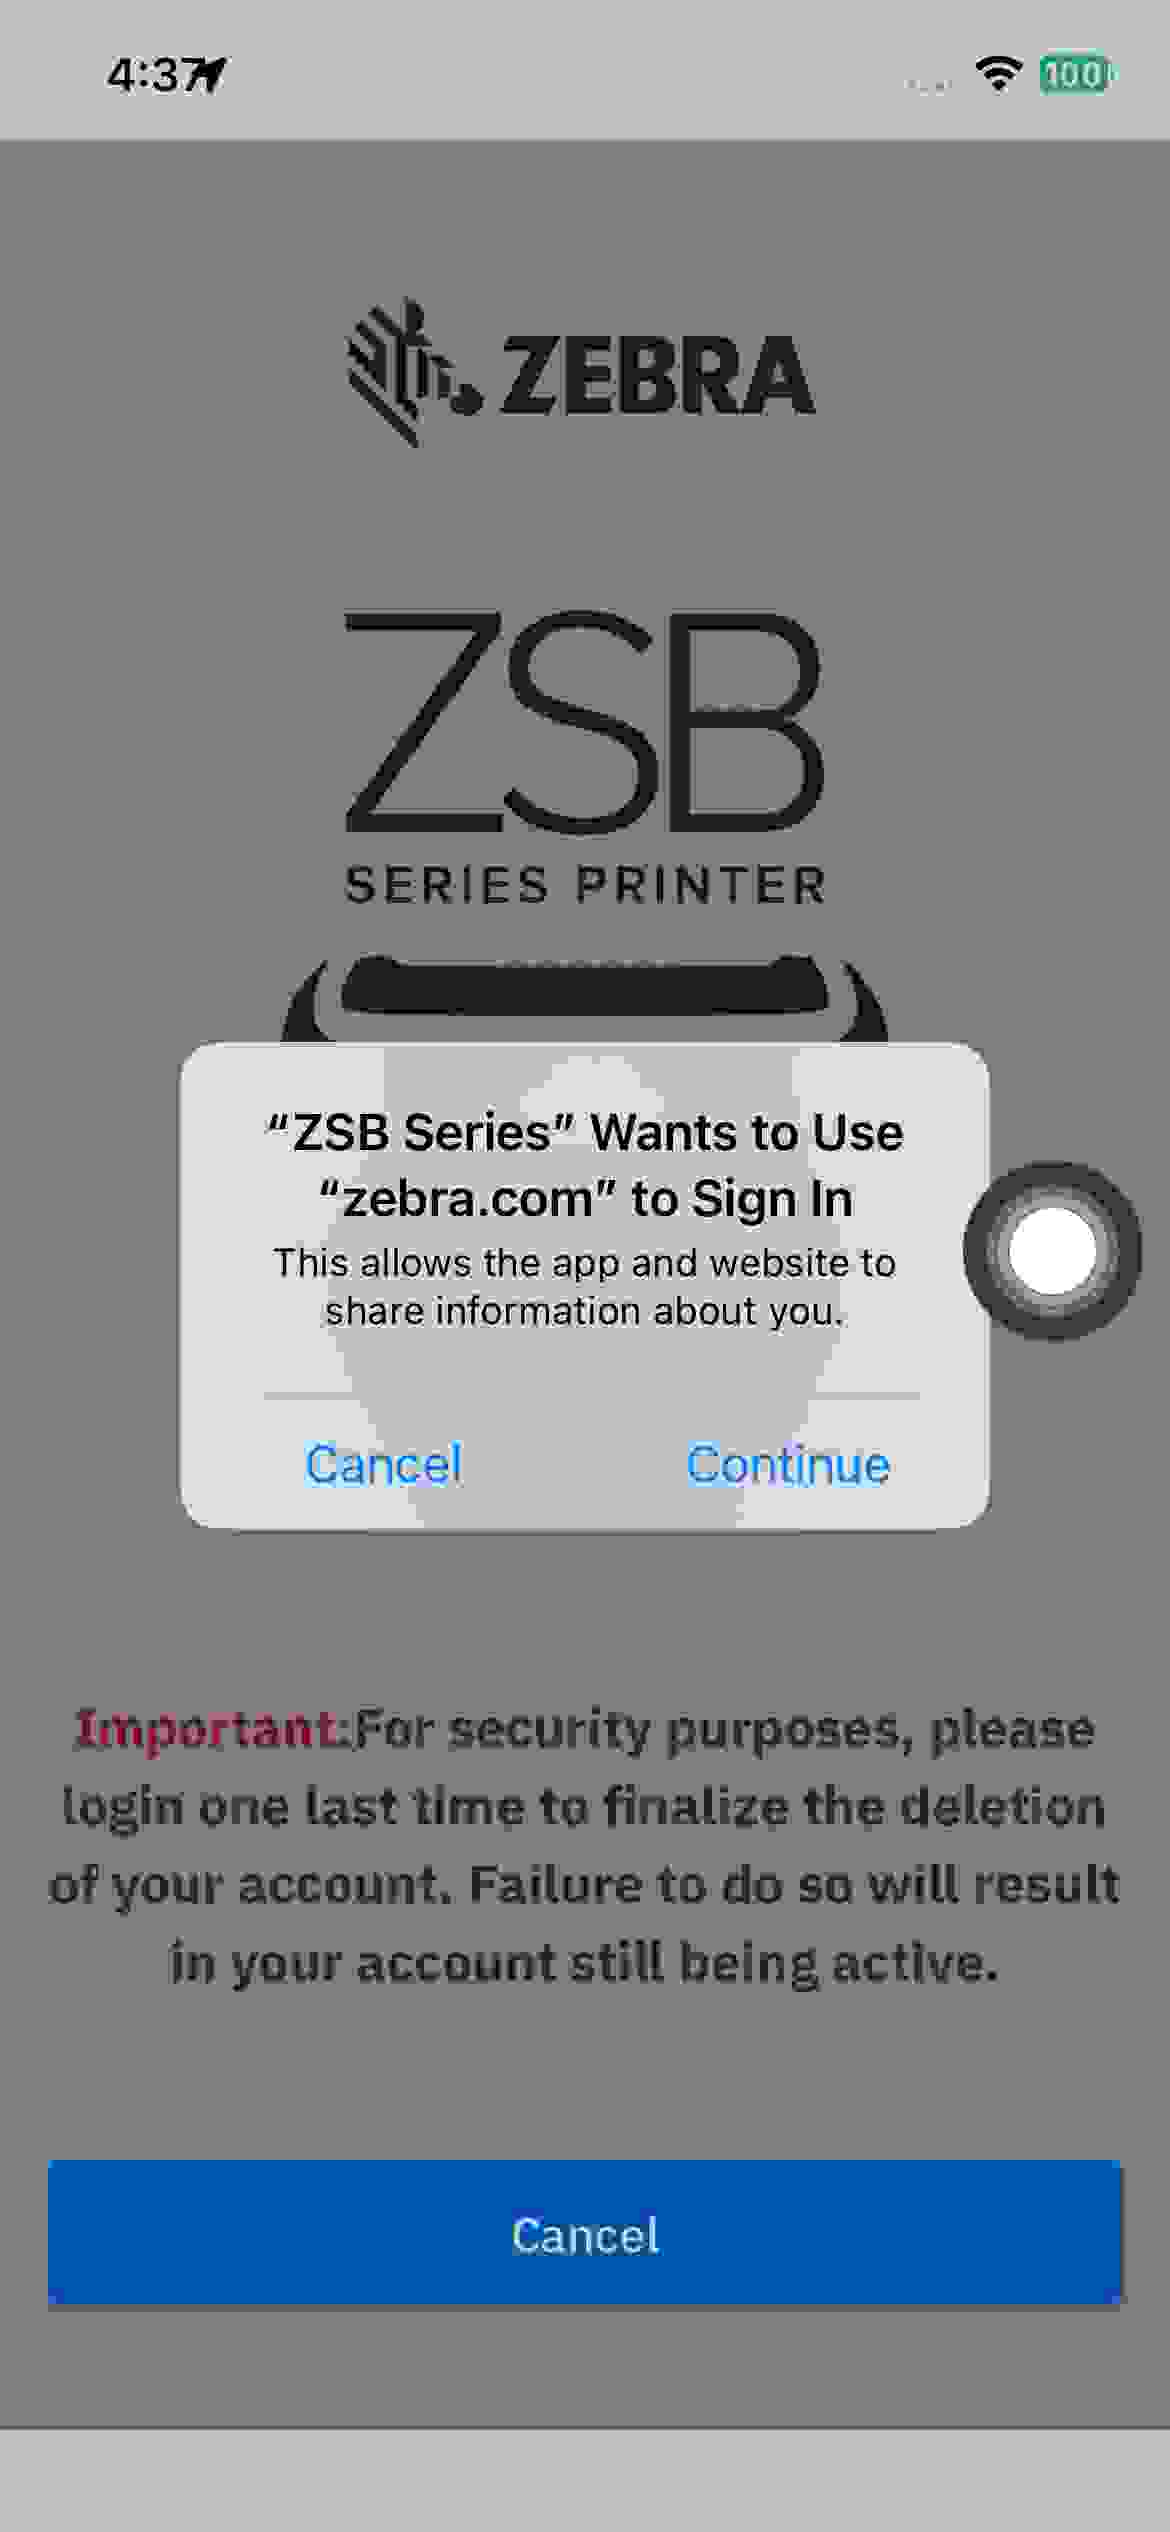 4:37
100
ZEBRA
ZSB
SERIES PRINTER
“ZSB Series” Wants to Use
“zebra.com” to Sign In
This allows the app and website to
share information about you.
Cancel
Continue
Important:For security purposes, please
login one last time to finalize the deletion
of your account. Failure to do so will result
in your account still being active.
Cancel